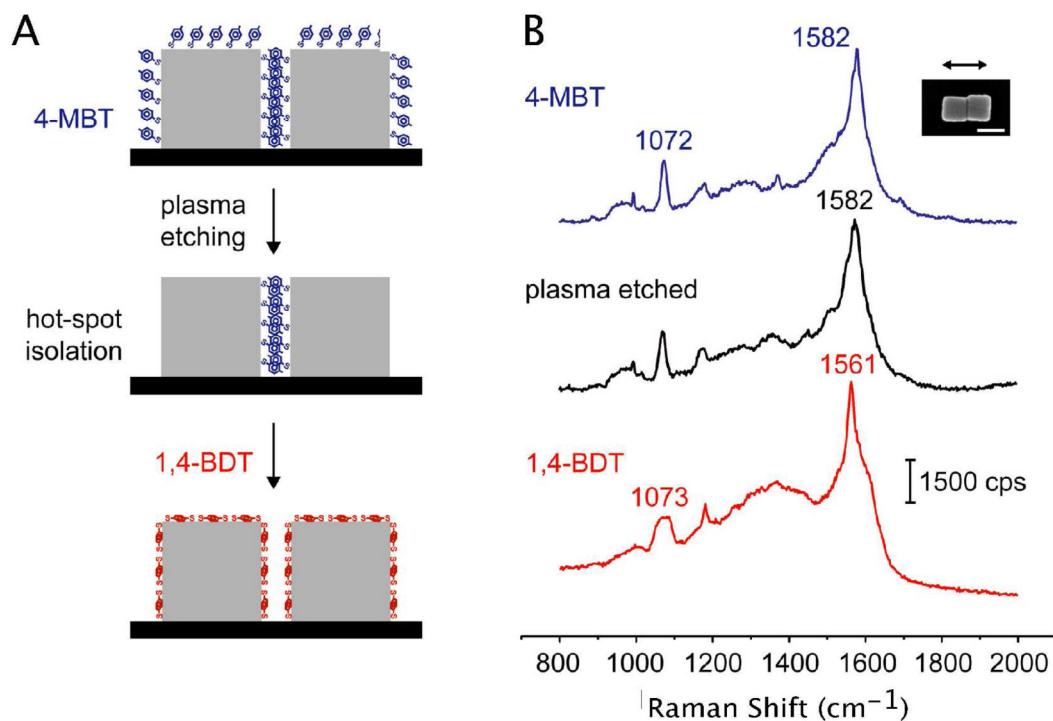 A
4-MBT
plasma
etching
hot-spot
isolation
1,4-BDT
B
1582
4-MBT
1072
1582
plasma etched
1561
1,4-BDT
1073
1500 cps
800 1000 1200 1400 1600 1800 2000
Raman Shift (cm⁻¹)